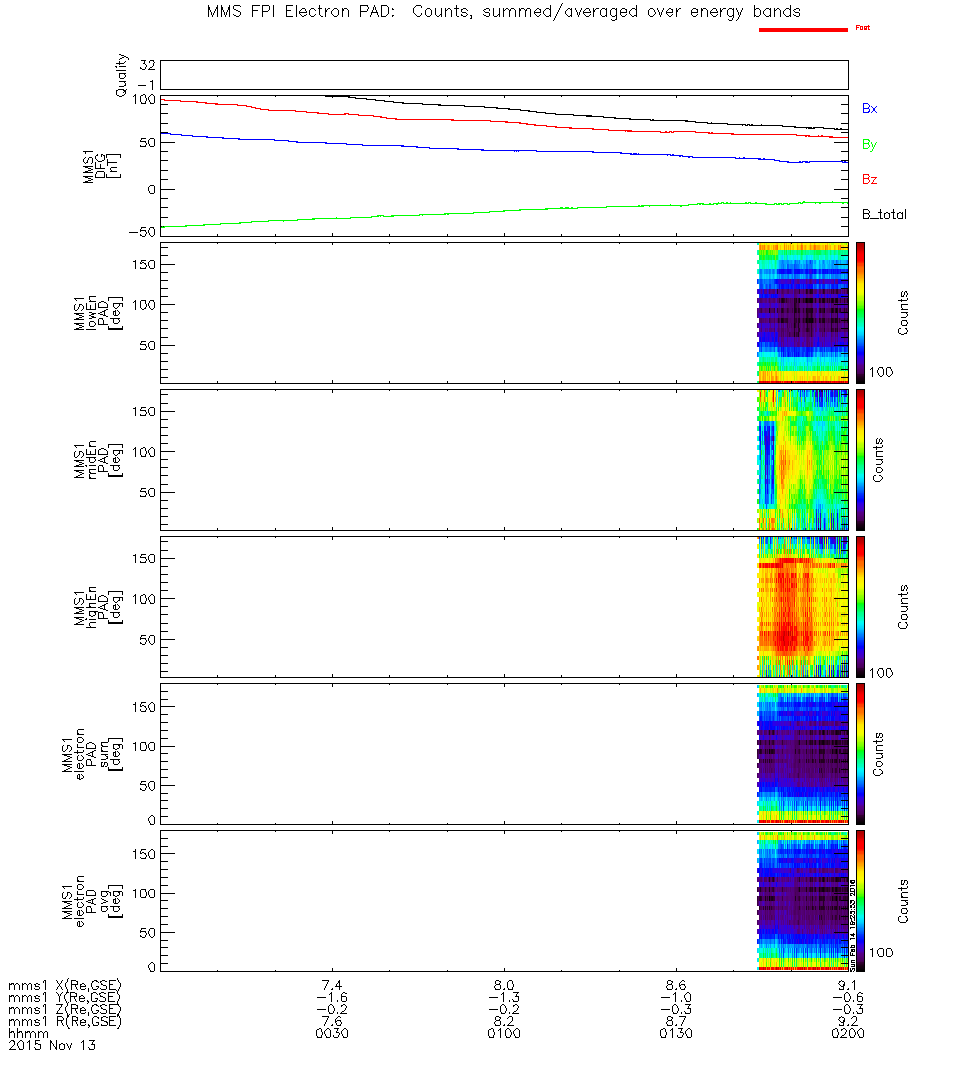 MMS FPI Electron PAD:  Counts, summed/averaged over energy bands
Fast
Quality
32
−1
MMS1
DFG
[nT]
100
50
0
−50
Bx
By
Bz
B_total
MMS1
lowEn
PAD
[deg]
150
100
50
Counts
100
MMS1
midEn
PAD
[deg]
150
100
50
Counts
MMS1
highEn
PAD
[deg]
150
100
50
Counts
100
MMS1
electron
PAD
sum
[deg]
150
100
50
0
Counts
MMS1
electron
PAD
avg
[deg]
150
100
50
0
Counts
100
mms1 X(Re,GSE) 7.4 8.0 8.6 9.1
mms1 Y(Re,GSE) −1.6 −1.3 −1.0 −0.6
mms1 Z(Re,GSE) −0.2 −0.2 −0.3 −0.3
mms1 R(Re,GSE) 7.6 8.2 8.7 9.2
hhmm 0030 0100 0130 0200
2015 Nov 13